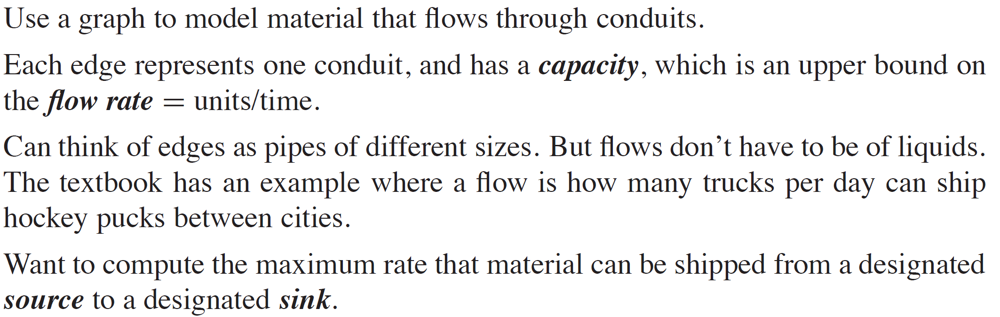 Use a graph to model material that flows through conduits.
Each edge represents one conduit, and has a capacity, which is an upper bound on
the flow rate = units/time.
Can think of edges as pipes of different sizes. But flows don’t have to be of liquids.
The textbook has an example where a flow is how many trucks per day can ship
hockey pucks between cities.
Want to compute the maximum rate that material can be shipped from a designated
source to a designated sink.